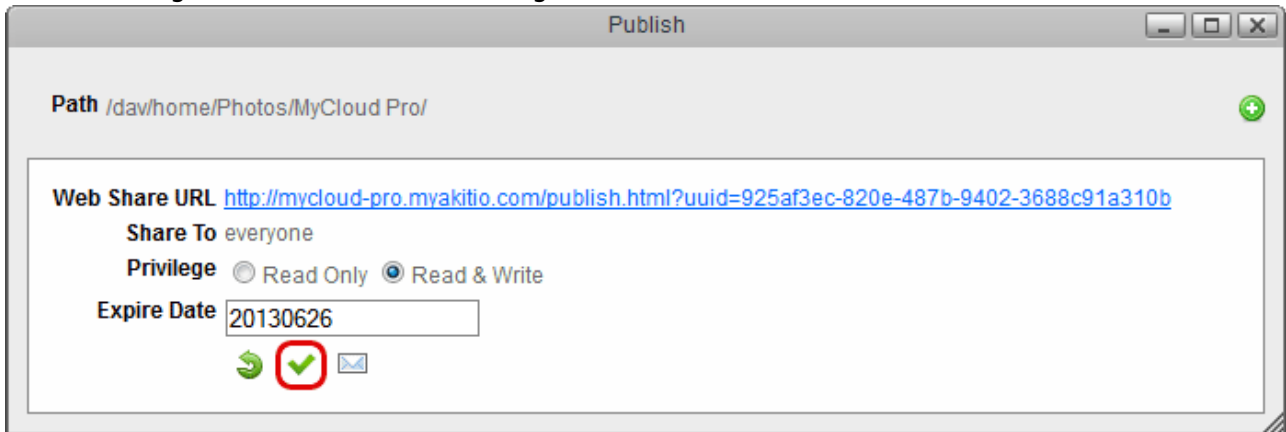 Publish
Path /dav/home/Photos/MyCloud Pro/
Web Share URL http://mycloud-pro.myakitio.com/publish.html?uuid=925af3ec-820e-487b-9402-3688c91a310b
Share To everyone
Privilege Read Only Read & Write
Expire Date 20130626